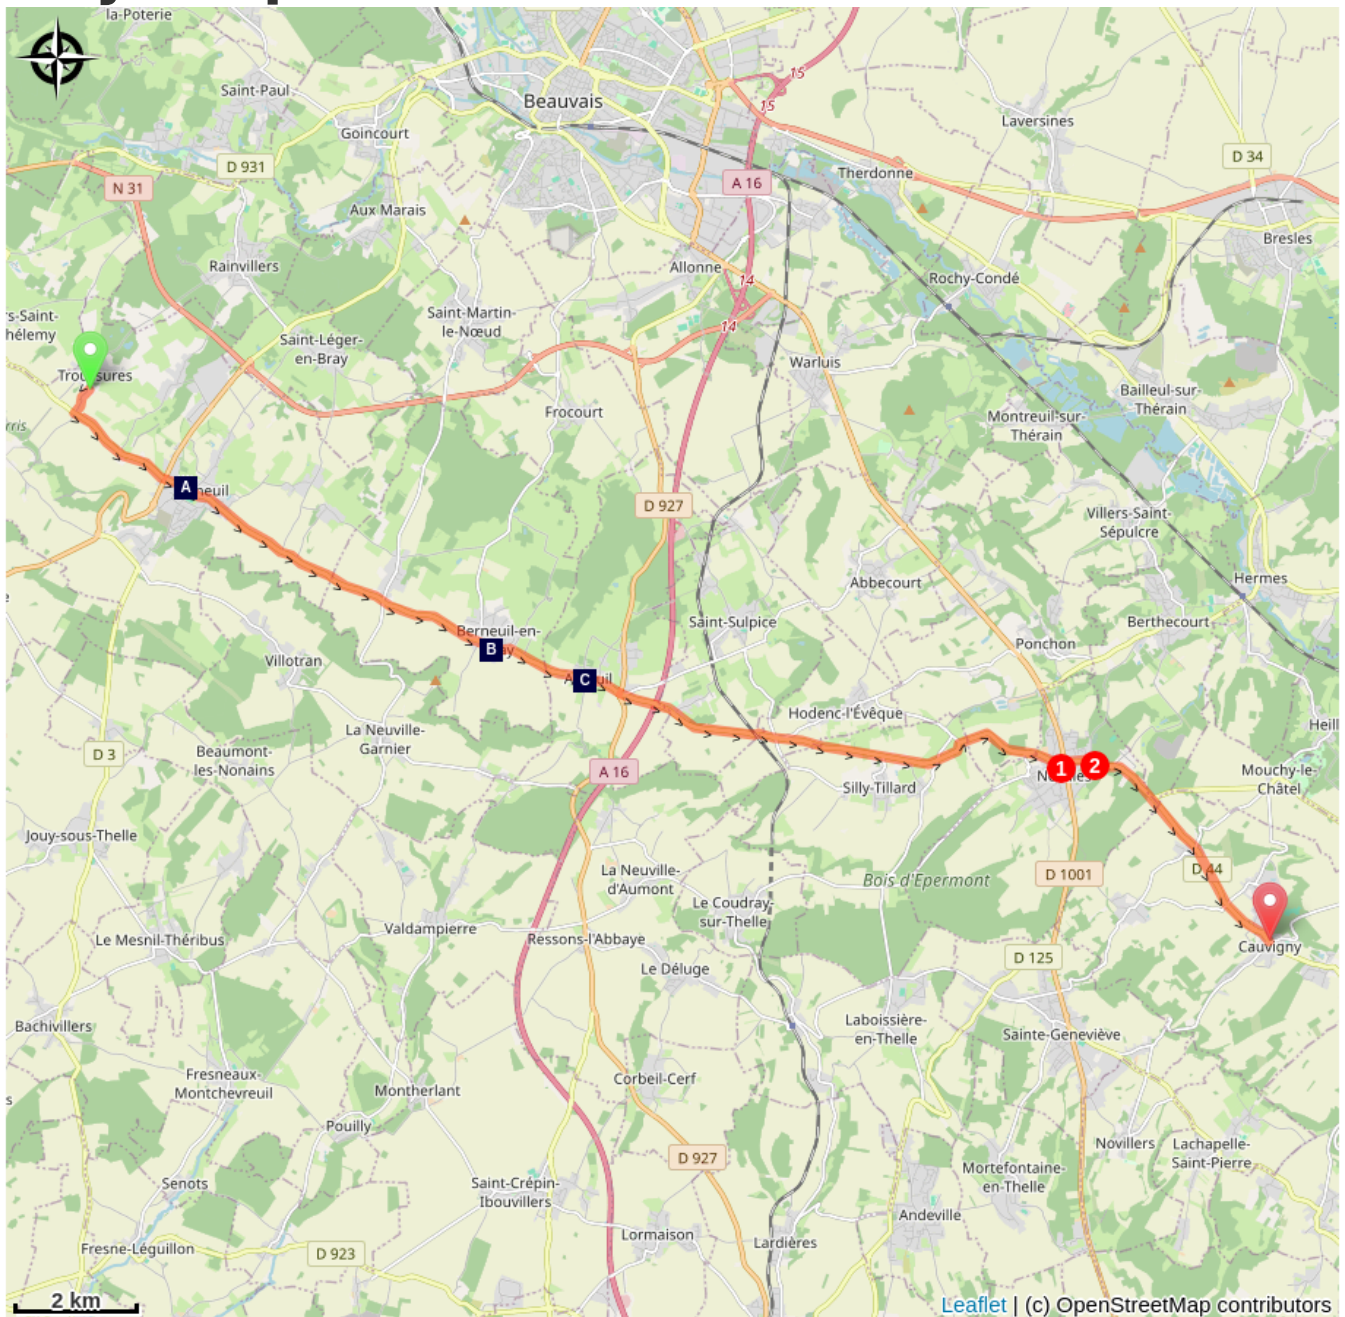 la-Poterie
15
Saint-Paul
Beauvais
15
Laversines
Goincourt
D 931
D 34
N 31
A 16
Therdonne
Aux Marais
Bresles
Rainvillers
Allonne
14
Rochy-Condé
rs-Saint-
hélemy
Saint-Martin-
le-Nœud
14
Saint-Léger-
en-Bray
Warluis
Bailleul-sur-
Thérain
Frocourt
Montreuil-sur-
Thérain
A
neuil
D 927
Villers-Saint-
Sépulcre
Abbecourt
Hermes
Saint-Sulpice
Berthecourt
Berneuil-en-
B
Ponchon
Villotran
C
Hodenc-l'Évêque
La Neuville-
Garnier
Heill
D 3
Beaumont-
les-Nonains
A 16
1
2
Mouchy-le-
Châtel
Silly-Tillard
Jouy-sous-Thelle
La Neuville-
d'Aumont
Bois d'Epermont
D 1001
D 44
Le Coudray-
sur-Thelle
Valdampierre
Le Mesnil-Théribus
Ressons-l'Abbaye
Cauvigny
D 125
Le Déluge
Bachivillers
Laboissière-
en-Thelle
Sainte-Geneviève
Fresneaux-
Montchevreuil
Corbeil-Cerf
Montherlant
Pouilly
Novillers
Lachapelle-
Saint-Pierre
D 927
Senots
Saint-Crépin-
Ibouvillers
Mortefontaine-
en-Thelle
Andeville
Lormaison
Lardières
Fresne-Léguillon
D 923
2 km
Leaflet | (c) OpenStreetMap contributors